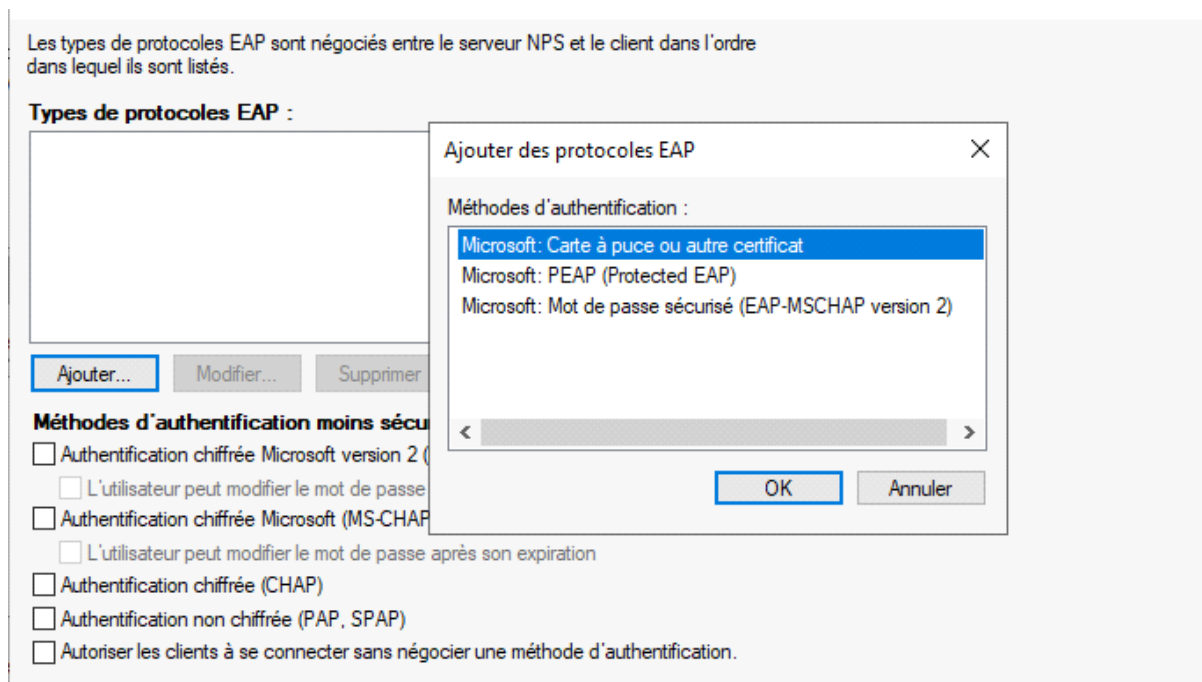 Les types de protocoles EAP sont négociés entre le serveur NPS et le client dans l'ordre
dans lequel ils sont listés.
Types de protocoles EAP :
Ajouter des protocoles EAP
Méthodes d'authentification :
Microsoft: Carte à puce ou autre certificat
Microsoft: PEAP (Protected EAP)
Microsoft: Mot de passe sécurisé (EAP-MSCHAP version 2)
OK Annuler
Ajouter... Modifier... Supprimer
Méthodes d'authentification moins sécu
Authentification chiffrée Microsoft version 2 (
L'utilisateur peut modifier le mot de passe
Authentification chiffrée Microsoft (MS-CHAP
L'utilisateur peut modifier le mot de passe après son expiration
Authentification chiffrée (CHAP)
Authentification non chiffrée (PAP, SPAP)
Autoriser les clients à se connecter sans négocier une méthode d'authentification.